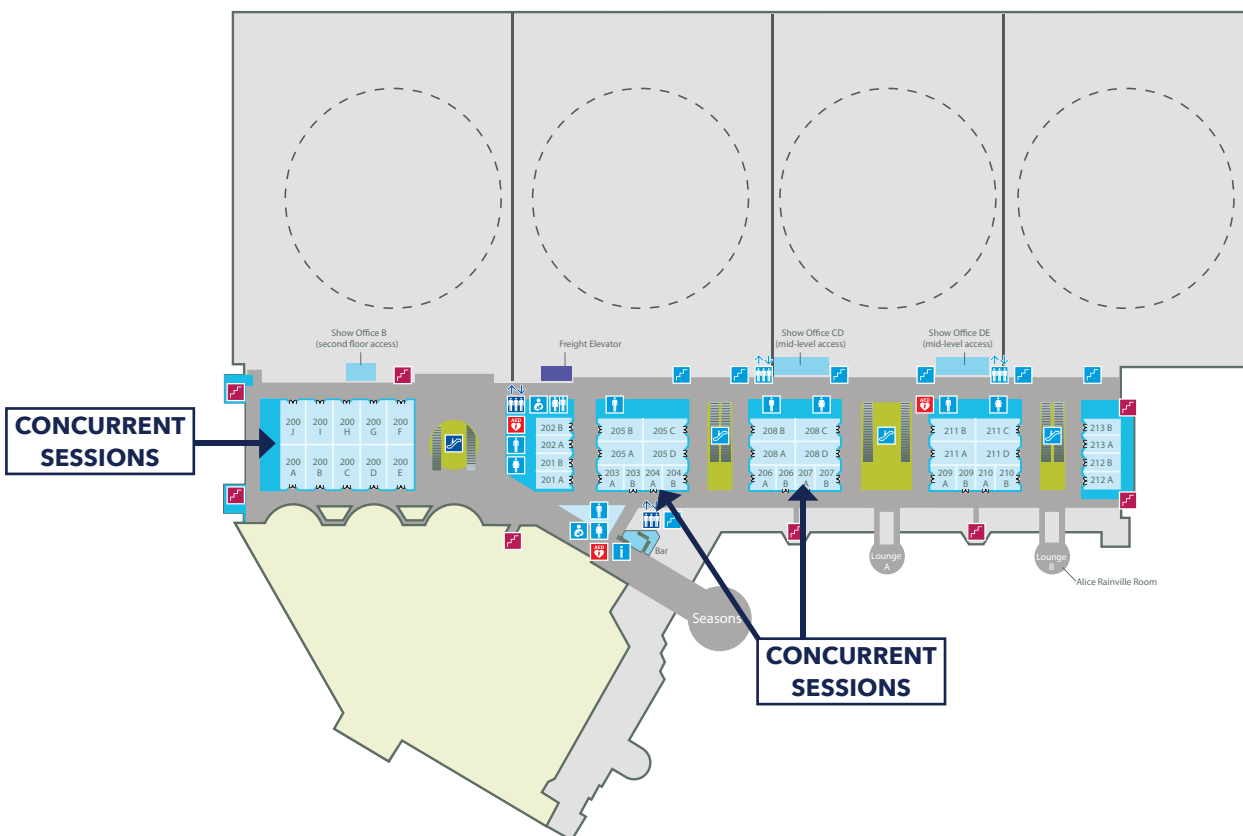 Show Office B
(second floor access)
Freight Elevator
Show Office CD
(mid-level access)
Show Office DE
(mid-level access)
CONCURRENT
SESSIONS
200
J
200
I
200
H
200
G
200
F
200
A
200
B
200
C
200
D
200
E
AED
202 B
202 A
201 B
201 A
205 B
205 C
205 A
205 D
203
A
203
B
204
A
204
B
208 B
208 C
208 A
208 D
206
A
206
B
207
A
207
B
AED
211 B
211 C
211 A
211 D
209
A
209
B
210
A
210
B
213 B
213 A
212 B
212 A
AED
i
Bar
Lounge
A
Lounge
B
Alice Rainville Room
Seasons
CONCURRENT
SESSIONS